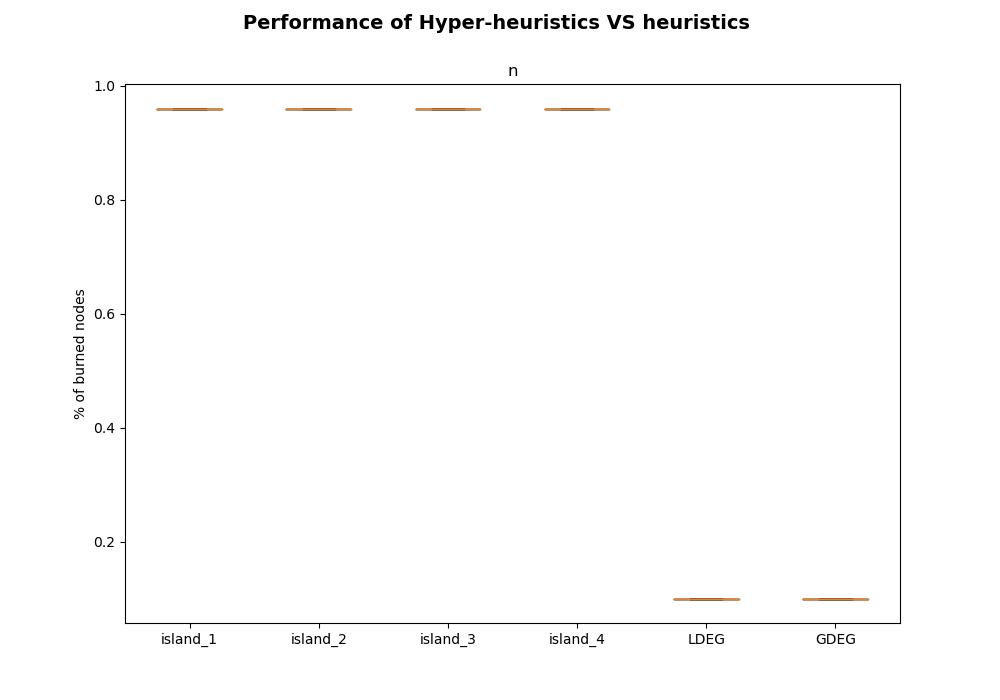 Performance of Hyper-heuristics VS heuristics
n
1.0
0.8
0.6
0.4
0.2
% of burned nodes
island_1 island_2 island_3 island_4 LDEG GDEG